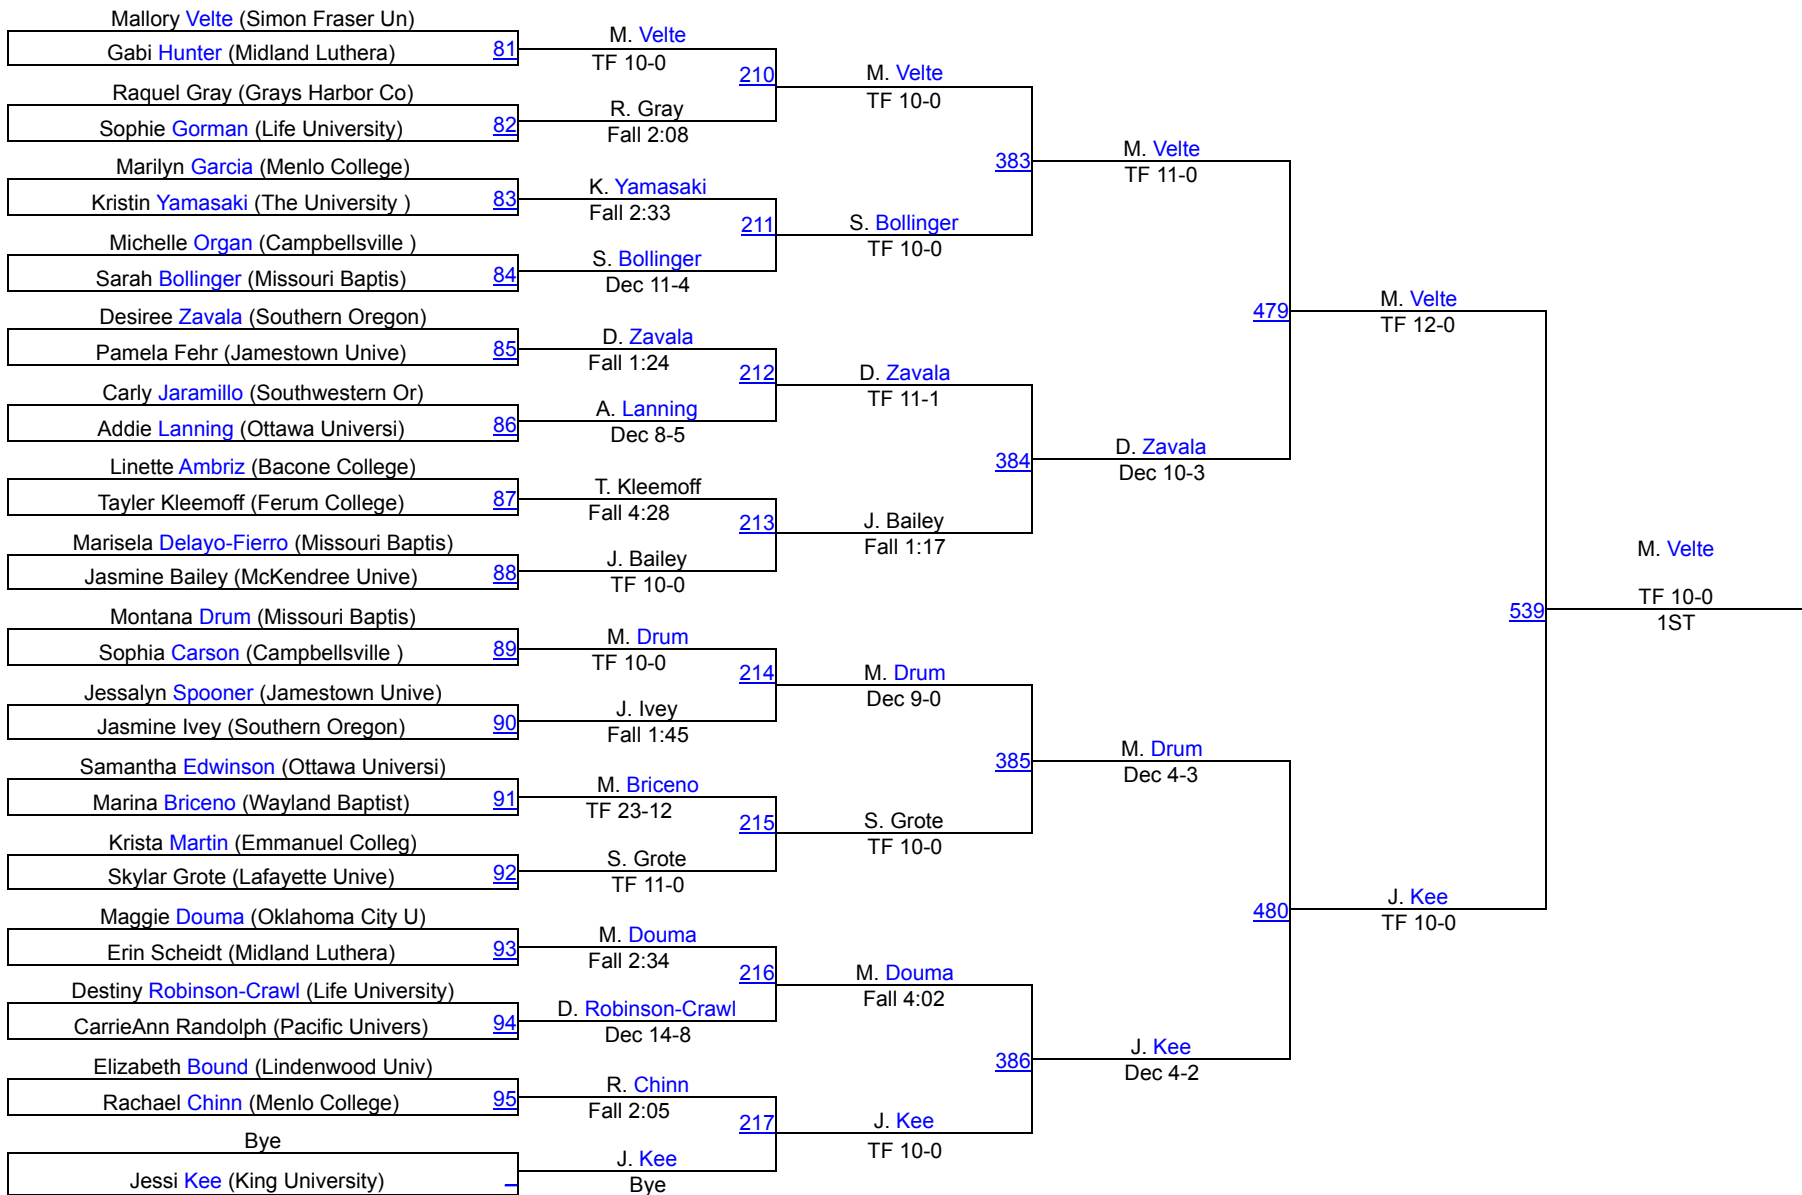 Mallory Velte (Simon Fraser Un)
Gabi Hunter (Midland Luthera)
81
Raquel Gray (Grays Harbor Co)
Sophie Gorman (Life University)
82
Marilyn Garcia (Menlo College)
Kristin Yamasaki (The University )
83
Michelle Organ (Campbellsville )
Sarah Bollinger (Missouri Baptis)
84
Desiree Zavala (Southern Oregon)
Pamela Fehr (Jamestown Unive)
85
Carly Jaramillo (Southwestern Or)
Addie Lanning (Ottawa Universi)
86
Linette Ambriz (Bacone College)
Tayler Kleemoff (Ferum College)
87
Marisela Delayo-Fierro (Missouri Baptis)
Jasmine Bailey (McKendree Unive)
88
Montana Drum (Missouri Baptis)
Sophia Carson (Campbellsville )
89
Jessalyn Spooner (Jamestown Unive)
Jasmine Ivey (Southern Oregon)
90
Samantha Edwinson (Ottawa Universi)
Marina Briceno (Wayland Baptist)
91
Krista Martin (Emmanuel Colleg)
Skylar Grote (Lafayette Unive)
92
Maggie Douma (Oklahoma City U)
Erin Scheidt (Midland Luthera)
93
Destiny Robinson-Crawl (Life University)
CarrieAnn Randolph (Pacific Univers)
94
Elizabeth Bound (Lindenwood Univ)
Rachael Chinn (Menlo College)
95
Bye
Jessi Kee (King University)
M. Velte
TF 10-0
210
R. Gray
Fall 2:08
K. Yamasaki
Fall 2:33
211
S. Bollinger
Dec 11-4
D. Zavala
Fall 1:24
212
A. Lanning
Dec 8-5
T. Kleemoff
Fall 4:28
213
J. Bailey
TF 10-0
M. Drum
TF 10-0
214
J. Ivey
Fall 1:45
M. Briceno
TF 23-12
215
S. Grote
TF 11-0
M. Douma
Fall 2:34
216
D. Robinson-Crawl
Dec 14-8
R. Chinn
Fall 2:05
217
J. Kee
Bye
M. Velte
TF 10-0
383
S. Bollinger
TF 10-0
D. Zavala
TF 11-1
384
J. Bailey
Fall 1:17
M. Drum
Dec 9-0
385
S. Grote
TF 10-0
M. Douma
Fall 4:02
386
J. Kee
TF 10-0
M. Velte
TF 11-0
479
D. Zavala
Dec 10-3
M. Drum
Dec 4-3
480
J. Kee
Dec 4-2
M. Velte
TF 12-0
539
J. Kee
TF 10-0
M. Velte
TF 10-0
1ST